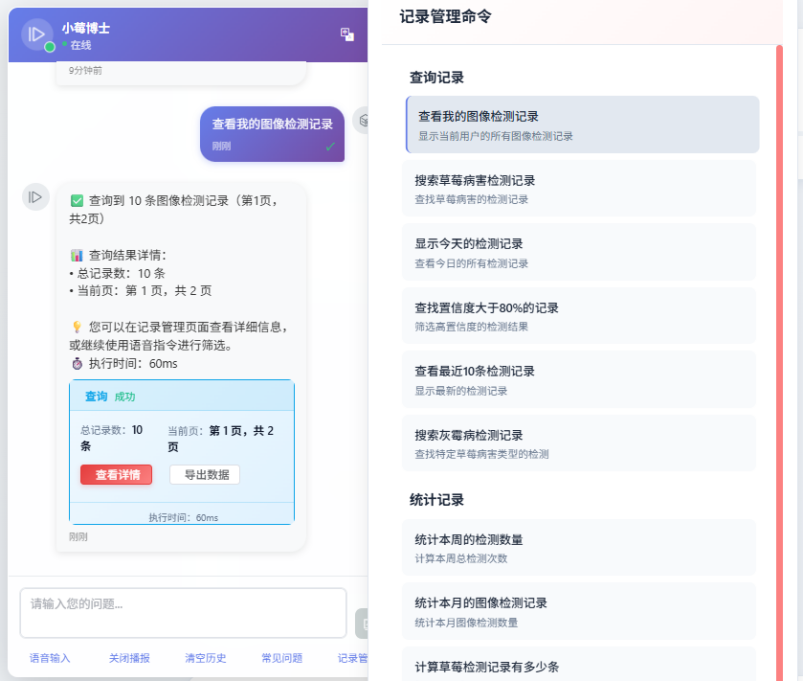 小莓博士
在线
9分钟前
查看我的图像检测记录
刚刚
✅ 查询到 10 条图像检测记录（第1页，
共2页）
📊 查询结果详情：
• 总记录数：10 条
• 当前页：第 1 页，共 2 页
💡 您可以在记录管理页面查看详细信息，
或继续使用语音指令进行筛选。
⏱ 执行时间：60ms
查询 成功
总记录数：10
条
当前页：第 1 页，共 2
页
查看详情 导出数据
执行时间：60ms
刚刚
请输入您的问题...
语音输入 关闭播报 清空历史 常见问题 记录管
记录管理命令
查询记录
查看我的图像检测记录
显示当前用户的所有图像检测记录
搜索草莓病害检测记录
查找草莓病害的检测记录
显示今天的检测记录
查看今日的所有检测记录
查找置信度大于80%的记录
筛选高置信度的检测结果
查看最近10条检测记录
显示最新的检测记录
搜索灰霉病检测记录
查找特定草莓病害类型的检测
统计记录
统计本周的检测数量
计算本周总检测次数
统计本月的图像检测记录
统计本月图像检测数量
计算草莓检测记录有多少条